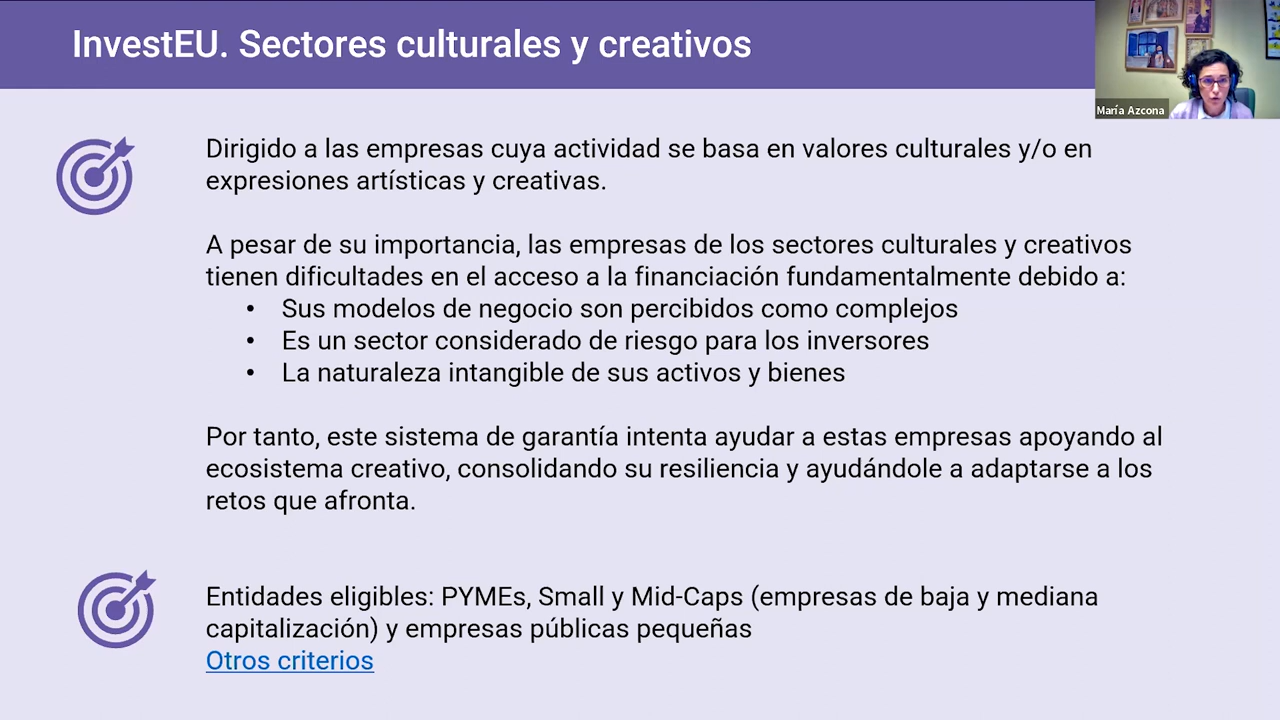 InvestEU. Sectores culturales y creativos
María Azcona
Dirigido a las empresas cuya actividad se basa en valores culturales y/o en
expresiones artísticas y creativas.
A pesar de su importancia, las empresas de los sectores culturales y creativos
tienen dificultades en el acceso a la financiación fundamentalmente debido a:
• Sus modelos de negocio son percibidos como complejos
• Es un sector considerado de riesgo para los inversores
• La naturaleza intangible de sus activos y bienes
Por tanto, este sistema de garantía intenta ayudar a estas empresas apoyando al
ecosistema creativo, consolidando su resiliencia y ayudándole a adaptarse a los
retos que afronta.
Entidades eligibles: PYMEs, Small y Mid-Caps (empresas de baja y mediana
capitalización) y empresas públicas pequeñas
Otros criterios